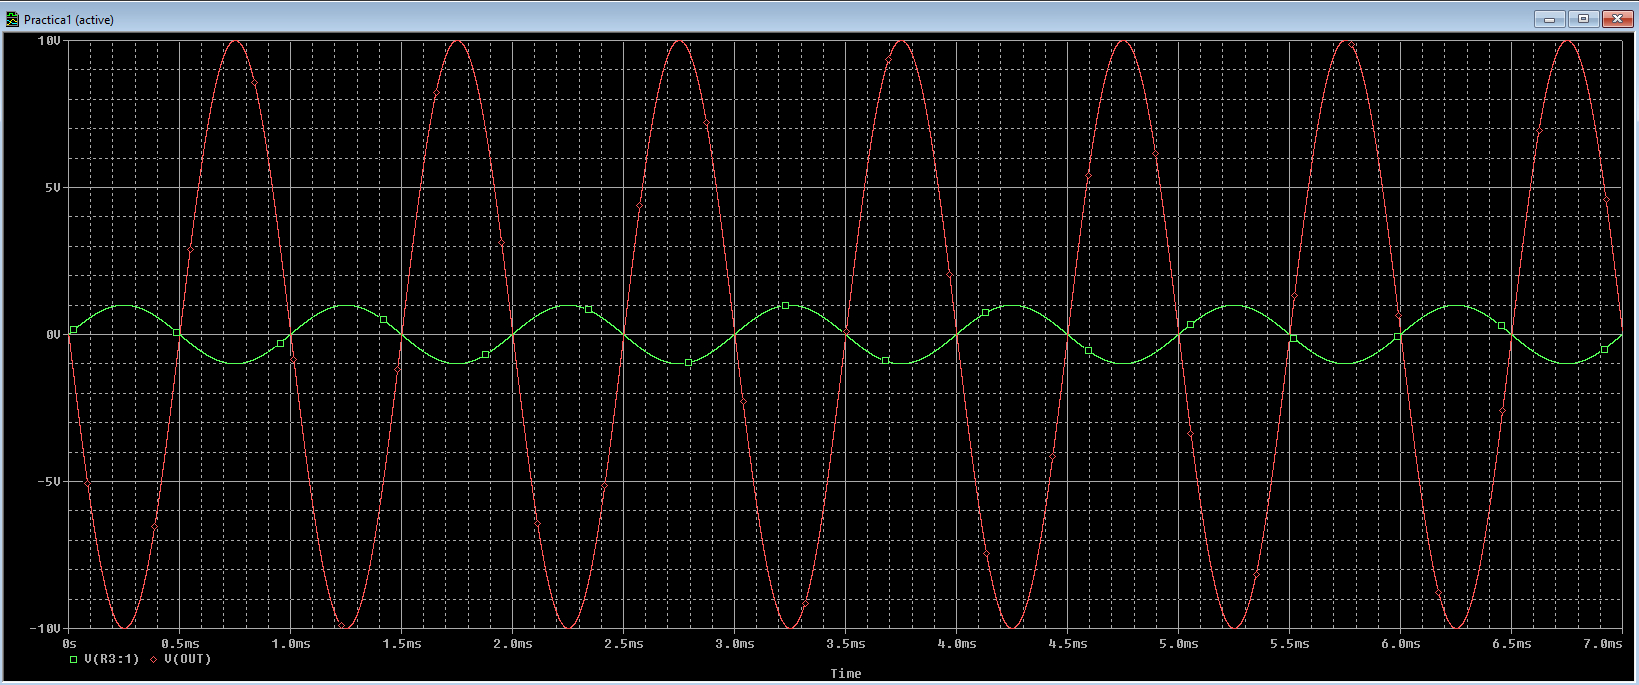 Practica1 (active)
10V
5V
0V
-5V
-10V
0s 0.5ms 1.0ms 1.5ms 2.0ms 2.5ms 3.0ms 3.5ms 4.0ms 4.5ms 5.0ms 5.5ms 6.0ms 6.5ms 7.0ms
V(R3:1) V(OUT)
Time